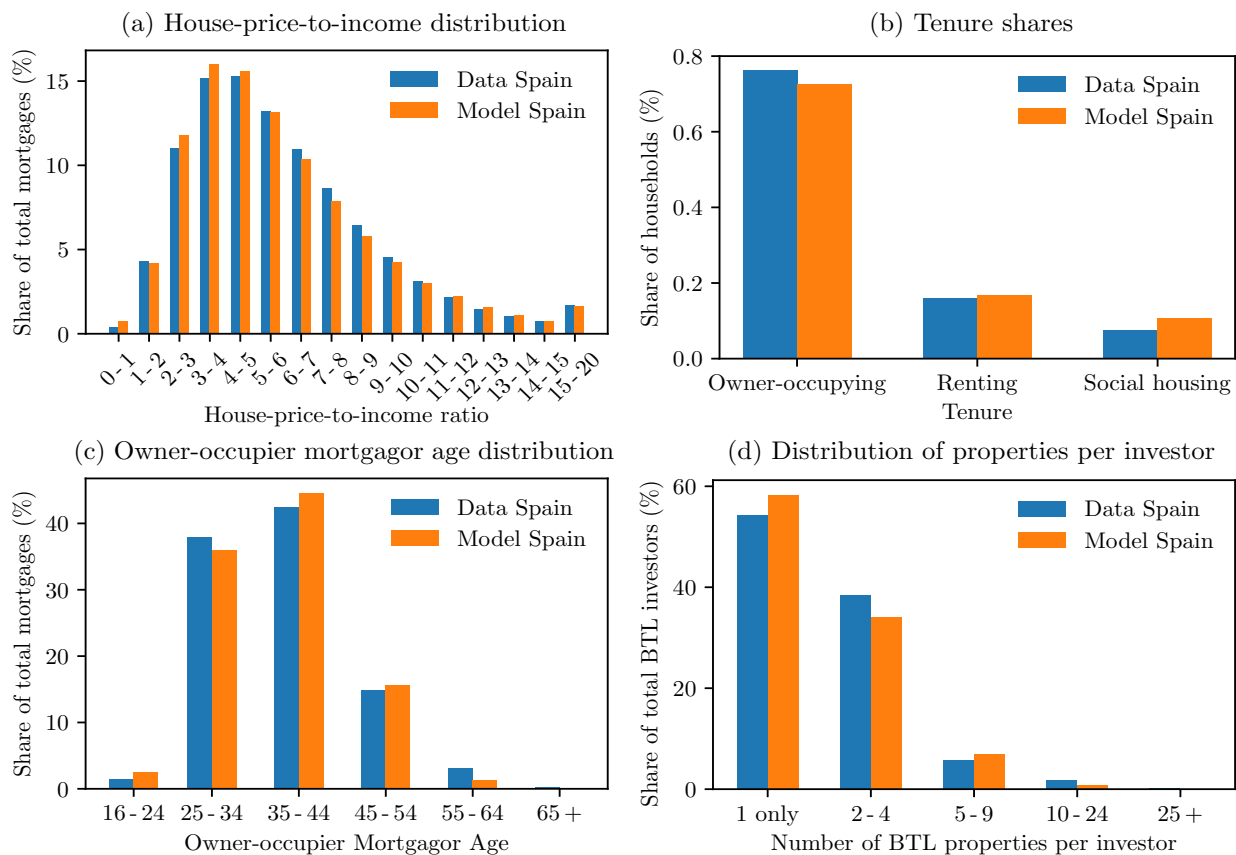 (a) House-price-to-income distribution
Share of total mortgages (%)
15
10
5
0
Data Spain
Model Spain
0 - 1
1 - 2
2 - 3
3 - 4
4 - 5
5 - 6
6 - 7
7 - 8
8 - 9
9 - 10
10 - 11
11 - 12
12 - 13
13 - 14
14 - 15
15 - 20
House-price-to-income ratio
(b) Tenure shares
Share of households (%)
0.8
0.6
0.4
0.2
0.0
Data Spain
Model Spain
Owner-occupying Renting Social housing
Tenure
(c) Owner-occupier mortgagor age distribution
Share of total mortgages (%)
40
30
20
10
0
Data Spain
Model Spain
16 - 24 25 - 34 35 - 44 45 - 54 55 - 64 65 +
Owner-occupier Mortgagor Age
(d) Distribution of properties per investor
Share of total BTL investors (%)
60
40
20
0
Data Spain
Model Spain
1 only 2 - 4 5 - 9 10 - 24 25 +
Number of BTL properties per investor